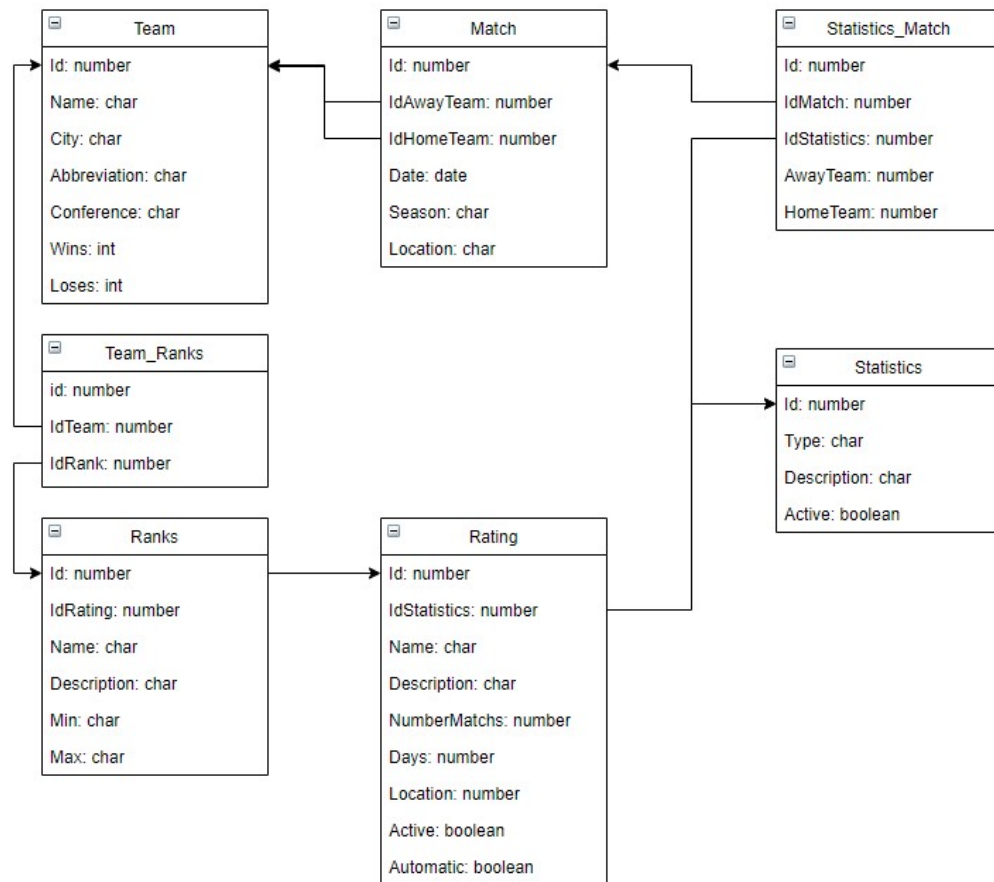 Team
Id: number
Name: char
City: char
Abbreviation: char
Conference: char
Wins: int
Loses: int
Match
Id: number
IdAwayTeam: number
IdHomeTeam: number
Date: date
Season: char
Location: char
Statistics_Match
Id: number
IdMatch: number
IdStatistics: number
AwayTeam: number
HomeTeam: number
Team_Ranks
id: number
IdTeam: number
IdRank: number
Statistics
Id: number
Type: char
Description: char
Active: boolean
Ranks
Id: number
IdRating: number
Name: char
Description: char
Min: char
Max: char
Rating
Id: number
IdStatistics: number
Name: char
Description: char
NumberMatchs: number
Days: number
Location: number
Active: boolean
Automatic: boolean